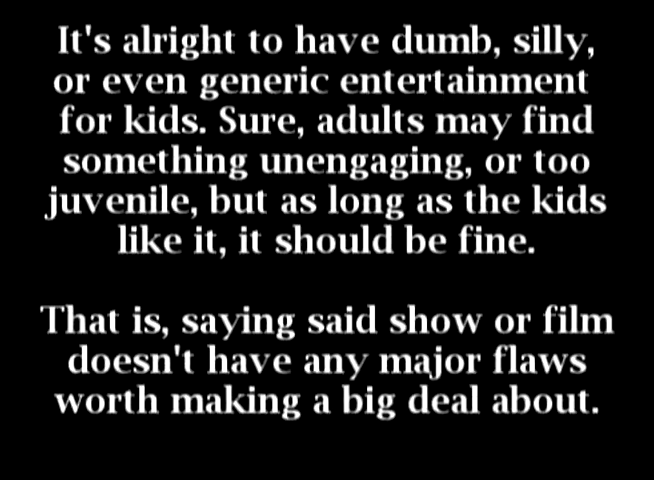 It's alright to have dumb, silly,
or even generic entertainment
for kids. Sure, adults may find
something unengaging, or too
juvenile, but as long as the kids
like it, it should be fine.
That is, saying said show or film
doesn't have any major flaws
worth making a big deal about.